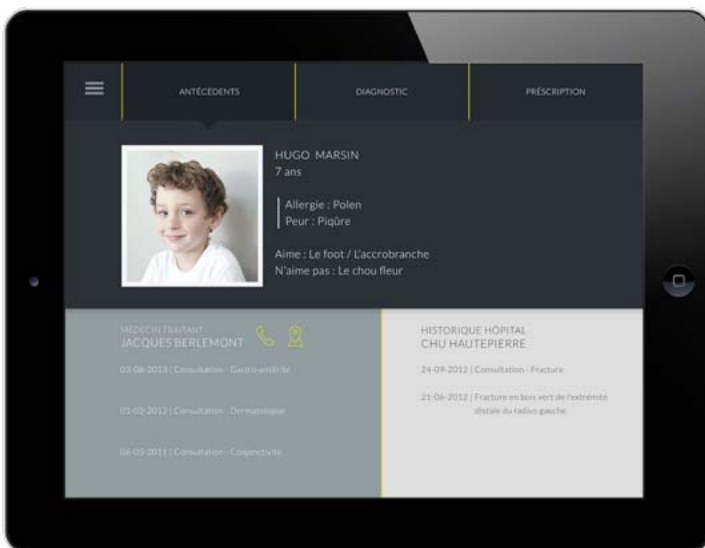 ANTÉCÉDENTS
DIAGNOSTIC
PRÉSCRIPTION
HUGO MARSIN
7 ans
Allergie : Polen
Peur : Piqûre
Aime : Le foot / L'accrobranche
N'aime pas : Le chou fleur
MÉDECIN TRAITANT
JACQUES BERLEMONT
03-08-2013 | Consultation - Gastro-entérite
01-02-2012 | Consultation - Dermatologue
06-05-2011 | Consultation - Conjonctivite
HISTORIQUE HÔPITAL
CHU HAUTEPIERRE
24-09-2012 | Consultation - Fracture
21-06-2012 | Fracture en bois vert de l'extrémité
distale du radius gauche.